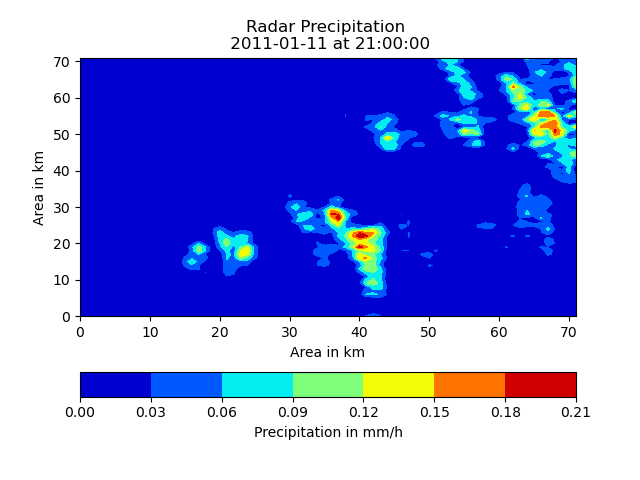 Radar Precipitation
2011-01-11 at 21:00:00
70
60
50
40
30
20
10
0
Area in km
0 10 20 30 40 50 60 70
Area in km
0.00 0.03 0.06 0.09 0.12 0.15 0.18 0.21
Precipitation in mm/h